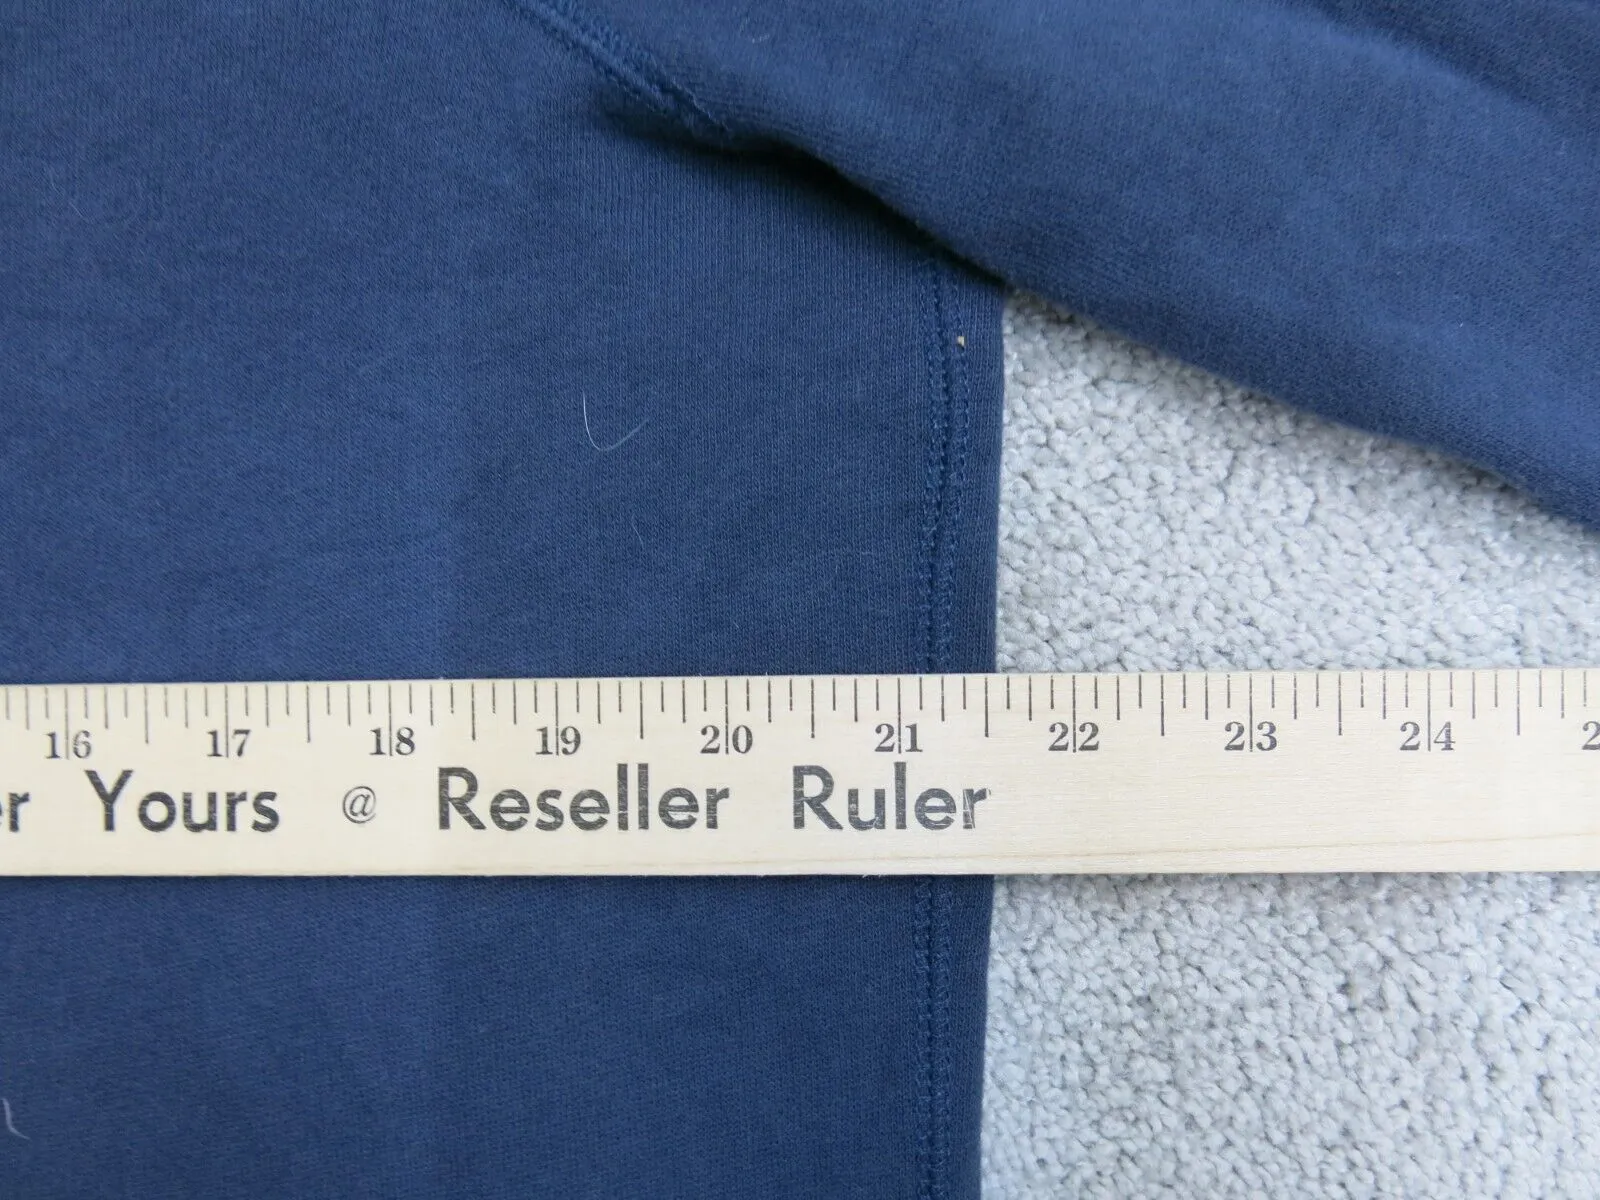 16 17 18 19 20 21 22 23 24
Yours @ Reseller Ruler